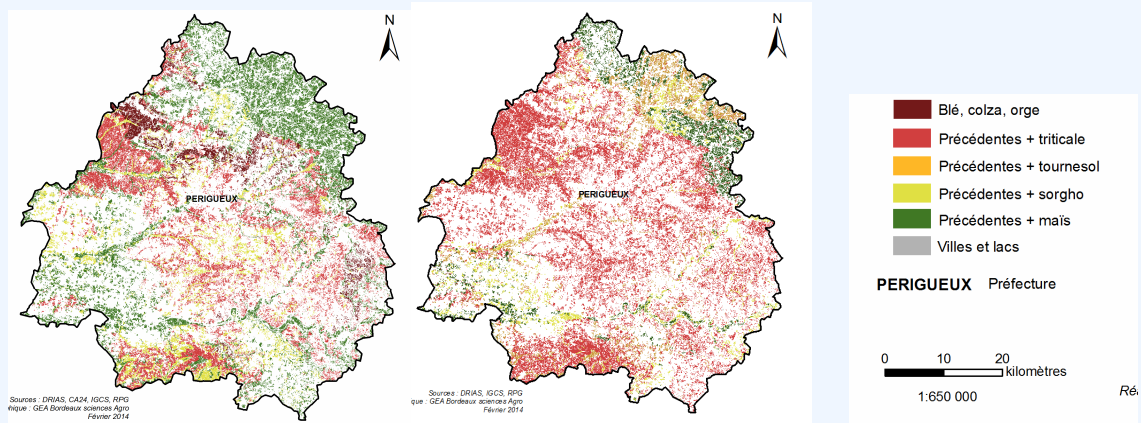 N
PERIGUEUX
Sources : DRIAS, CA24, IGCS, RPG
hique : GEA Bordeaux sciences Agro
Février 2014
N
PERIGUEUX
Sources : DRIAS, IGCS, RPG
que : GEA Bordeaux sciences Agro
Février 2014
Blé, colza, orge
Précédentes + triticale
Précédentes + tournesol
Précédentes + sorgho
Précédentes + maïs
Villes et lacs
PERIGUEUX Préfecture
0 10 20
kilomètres
1:650 000